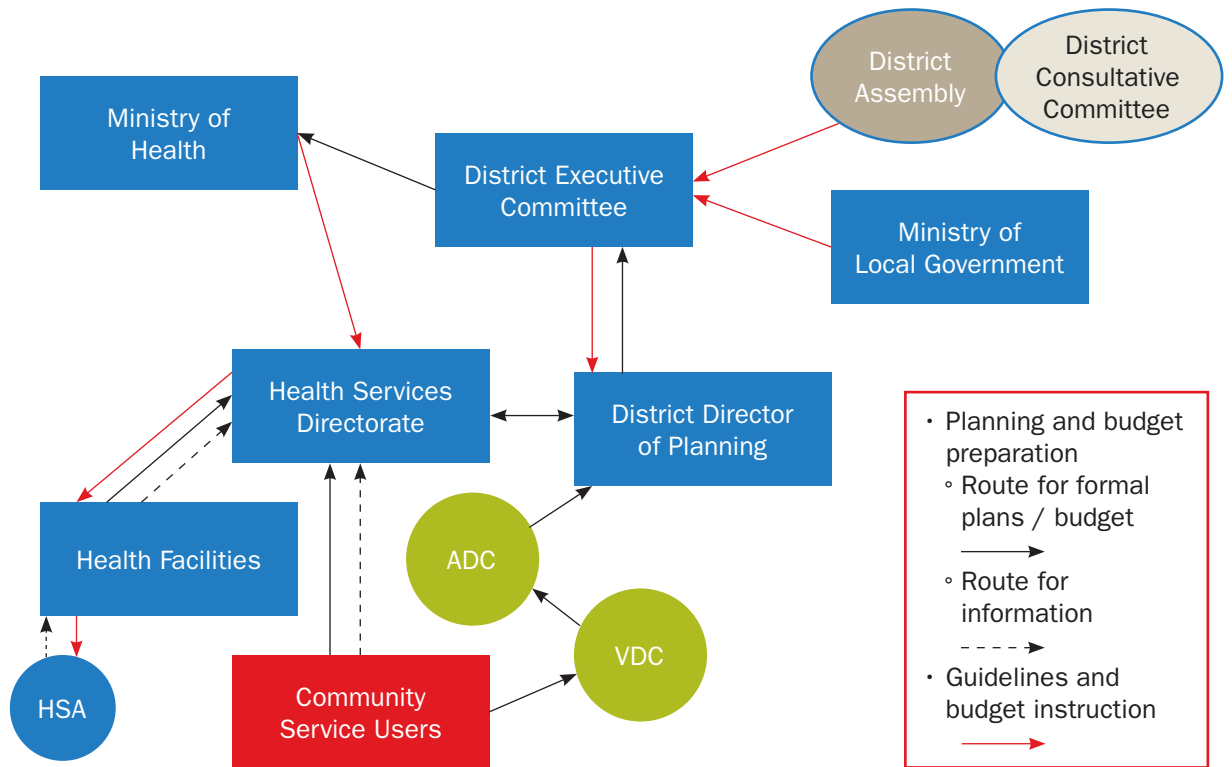 District
Assembly
District
Consultative
Committee
Ministry of
Health
District Executive
Committee
Ministry of
Local Government
Health Services
Directorate
District Director
of Planning
Health Facilities
ADC
VDC
HSA
Community
Service Users
· Planning and budget
preparation
° Route for formal
plans / budget
° Route for
information
· Guidelines and
budget instruction